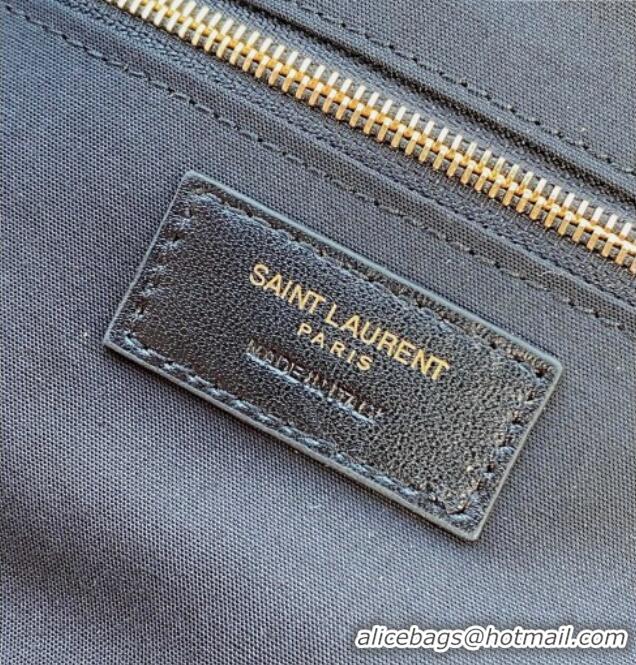 SAINT LAURENT
PARIS
MADE IN ITALY
alicebags@hotmail.com